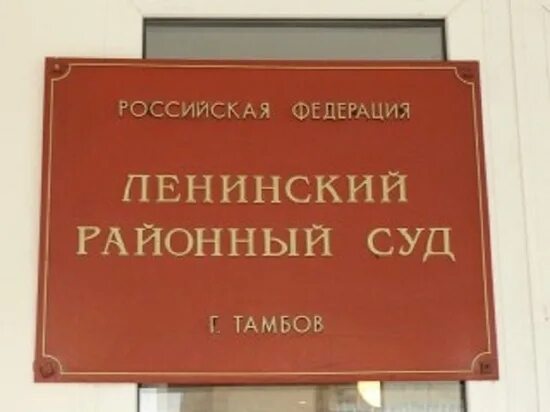 РОССИЙСКАЯ ФЕДЕРАЦИЯ
ЛЕНИНСКИЙ
РАЙОННЫЙ СУД
Г. ТАМБОВ